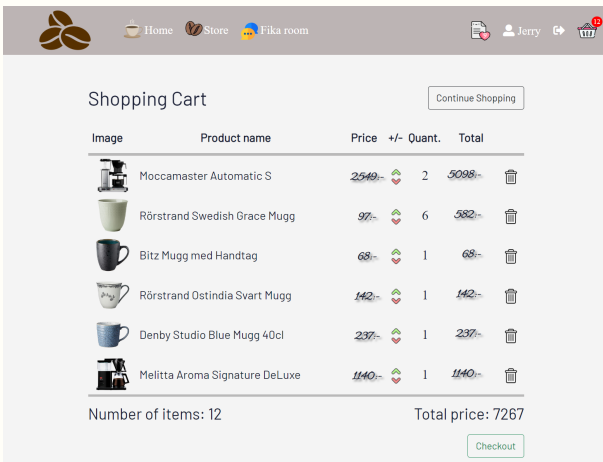 Home Store Fika room Jerry 12
Shopping Cart Continue Shopping
Image Product name Price +/- Quant. Total
Moccamaster Automatic S 2549:- 2 5098:-
Rörstrand Swedish Grace Mugg 97:- 6 582:-
Bitz Mugg med Handtag 68:- 1 68:-
Rörstrand Ostindia Svart Mugg 142:- 1 142:-
Denby Studio Blue Mugg 40cl 237:- 1 237:-
Melitta Aroma Signature DeLuxe 1140:- 1 1140:-
Number of items: 12 Total price: 7267
Checkout